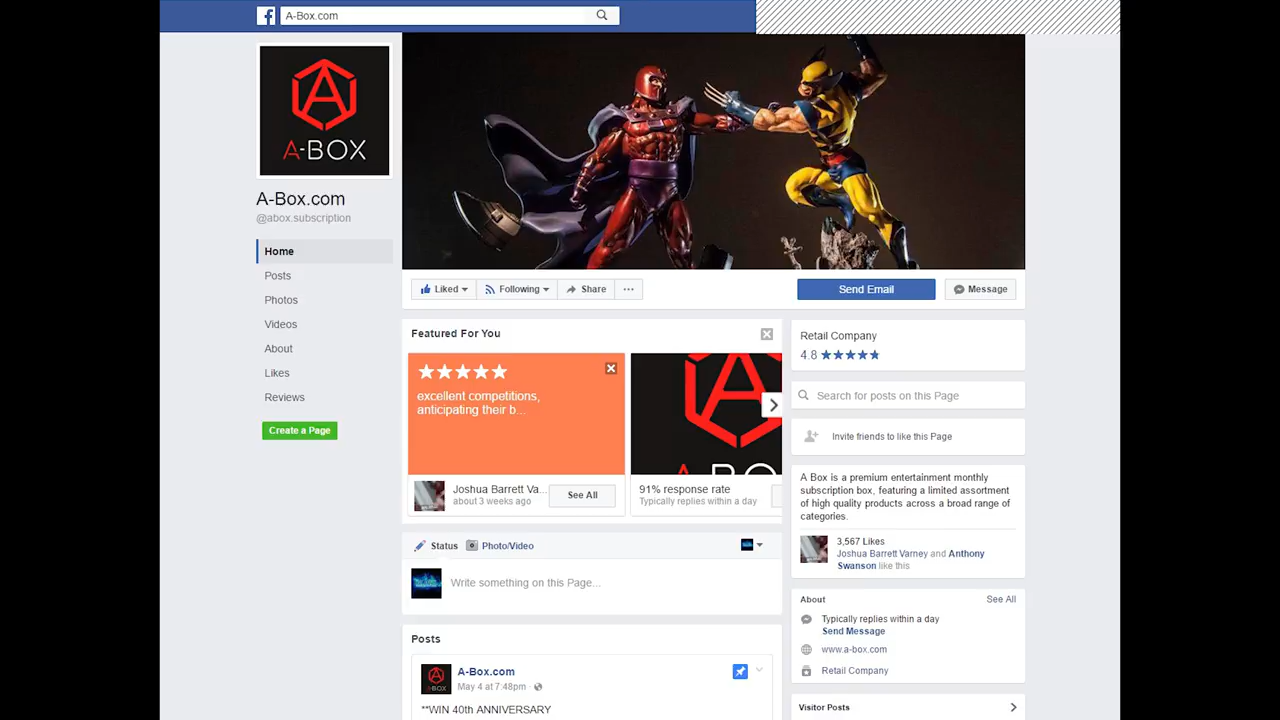 A-Box.com
A-BOX
A-Box.com
@abox.subscription
Home
Posts
Photos
Videos
About
Likes
Reviews
Create a Page
Liked
Following
Share
Send Email
Message
Featured For You
excellent competitions,
anticipating their b...
Joshua Barrett Va...
about 3 weeks ago
See All
91% response rate
Typically replies within a day
Status
Photo/Video
Write something on this Page...
Posts
A-Box.com
May 4 at 7:48pm ·
**WIN 40th ANNIVERSARY
Retail Company
4.8
Search for posts on this Page
Invite friends to like this Page
A Box is a premium entertainment monthly
subscription box, featuring a limited assortment
of high quality products across a broad range of
categories.
3,567 Likes
Joshua Barrett Varney and Anthony
Swanson like this
About
See All
Typically replies within a day
Send Message
www.a-box.com
Retail Company
Visitor Posts